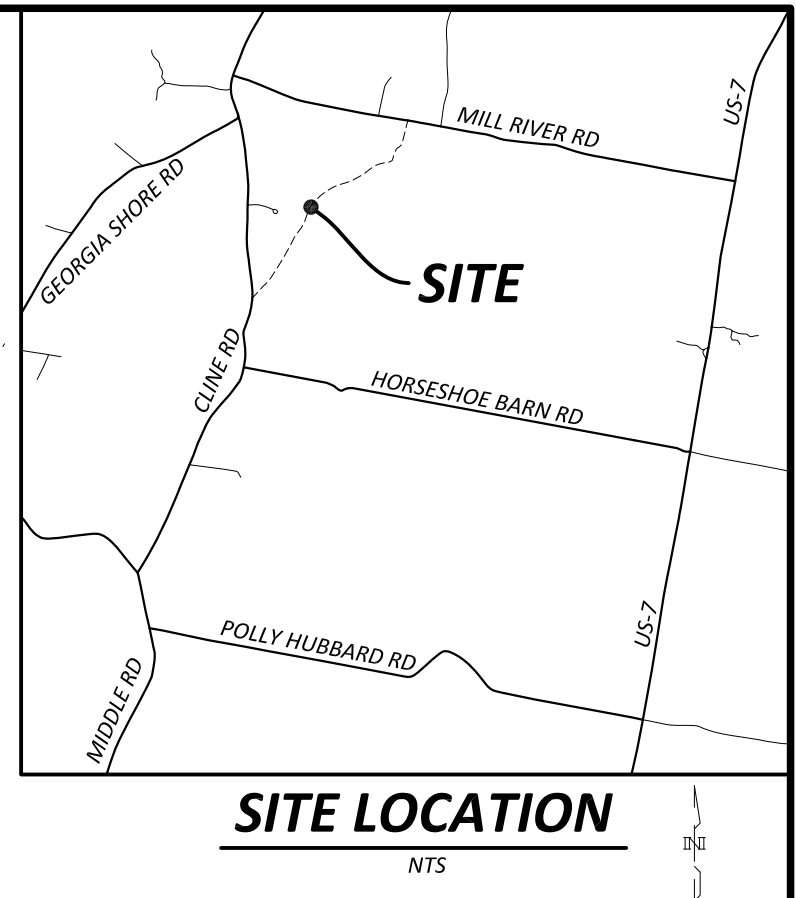 MILL RIVER RD
US-7
GEORGIA SHORE RD
SITE
CLINE RD
HORSESHOE BARN RD
US-7
POLLY HUBBARD RD
MIDDLE RD
SITE LOCATION
NTS
N